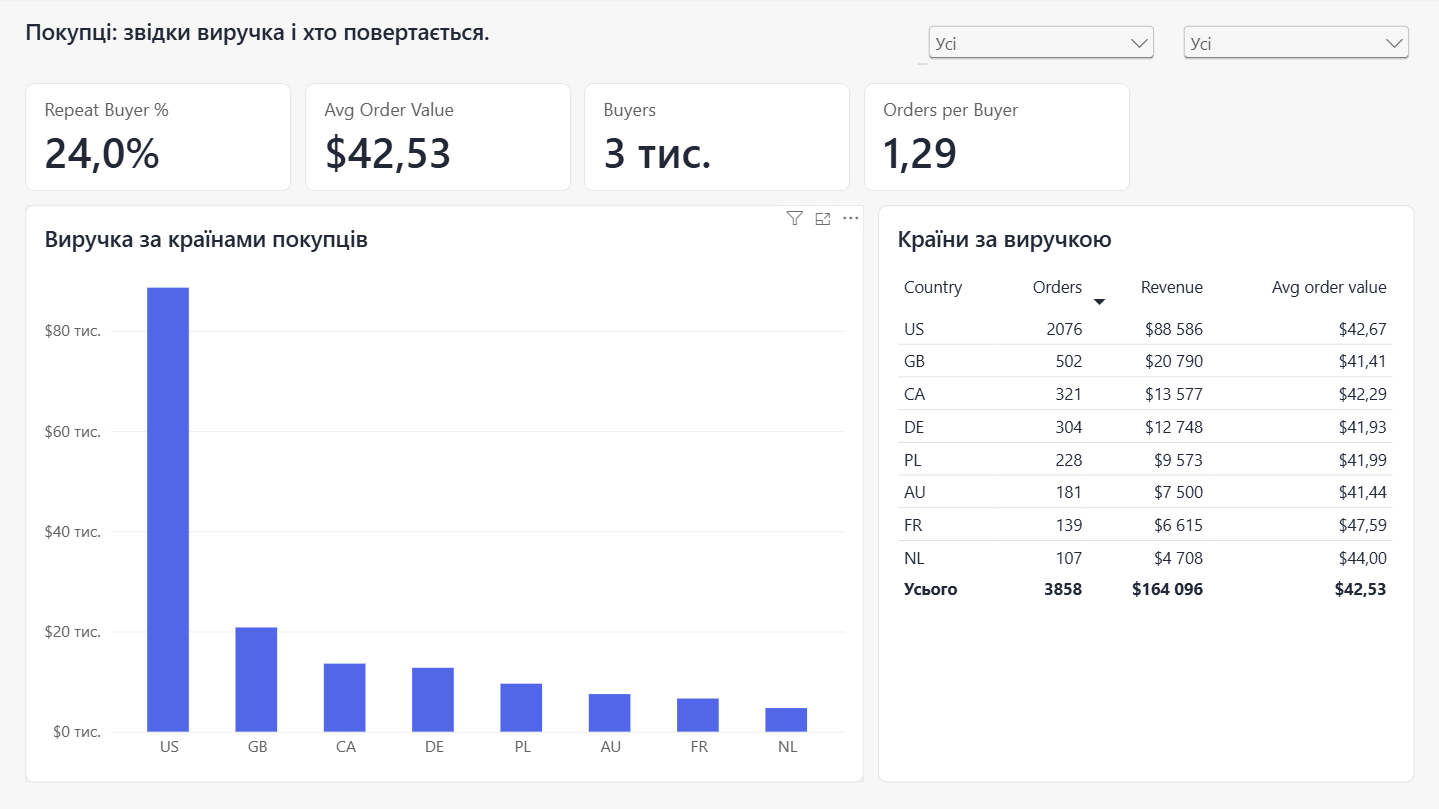 Покупці: звідки виручка і хто повертається.
Усі
Усі
Repeat Buyer %
24,0%
Avg Order Value
$42,53
Buyers
3 тис.
Orders per Buyer
1,29
Виручка за країнами покупців
$80 тис.
$60 тис.
$40 тис.
$20 тис.
$0 тис.
US GB CA DE PL AU FR NL
Країни за виручкою
Country Orders Revenue Avg order value
US 2076 $88 586 $42,67
GB 502 $20 790 $41,41
CA 321 $13 577 $42,29
DE 304 $12 748 $41,93
PL 228 $9 573 $41,99
AU 181 $7 500 $41,44
FR 139 $6 615 $47,59
NL 107 $4 708 $44,00
Усього 3858 $164 096 $42,53